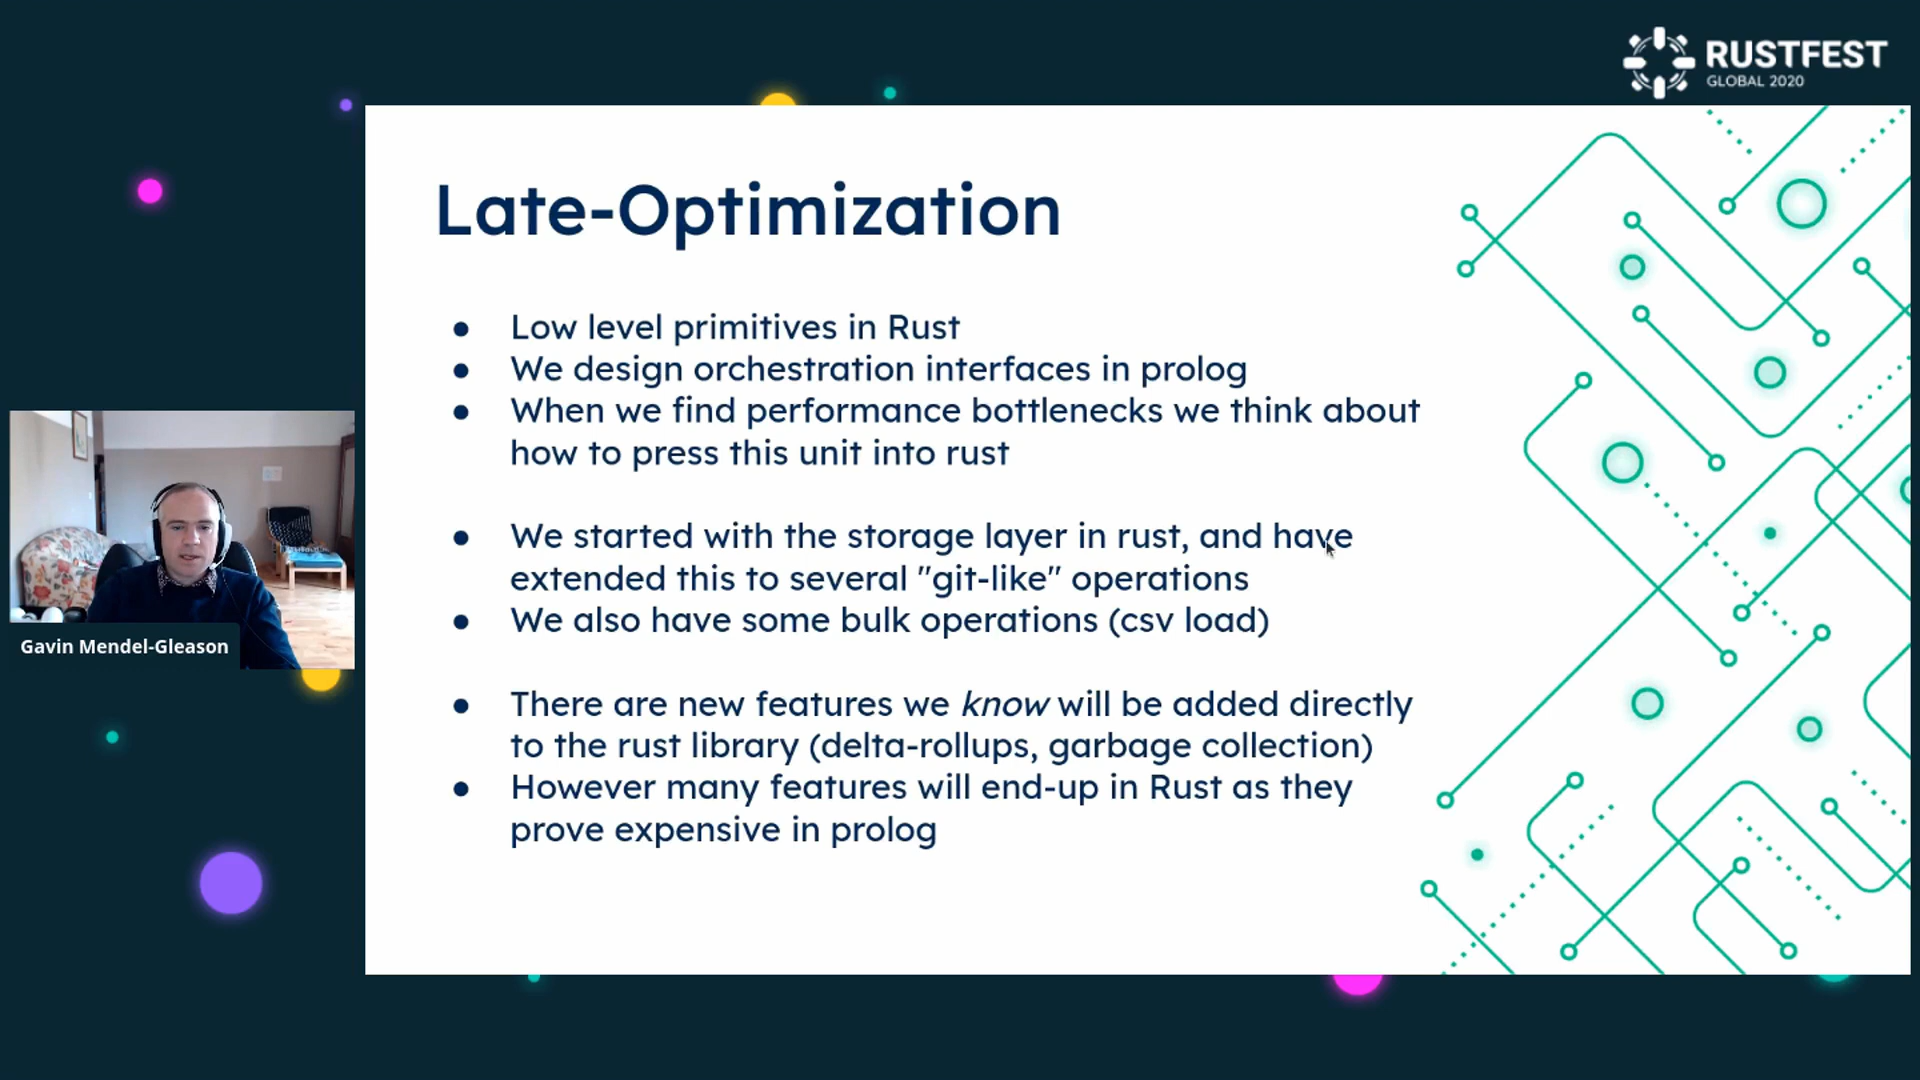 RUSTFEST
GLOBAL 2020
Late-Optimization
● Low level primitives in Rust
● We design orchestration interfaces in prolog
● When we find performance bottlenecks we think about
how to press this unit into rust
● We started with the storage layer in rust, and have
extended this to several "git-like" operations
● We also have some bulk operations (csv load)
● There are new features we know will be added directly
to the rust library (delta-rollups, garbage collection)
● However many features will end-up in Rust as they
prove expensive in prolog
Gavin Mendel-Gleason